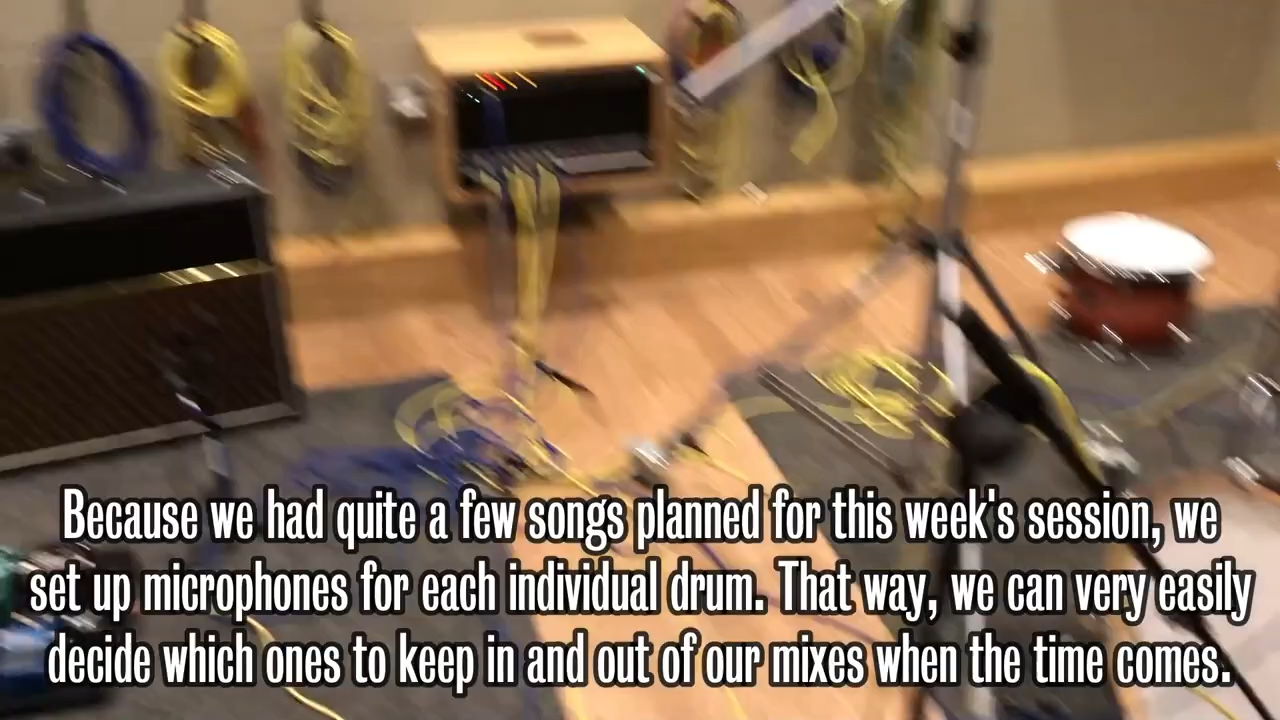 Because we had quite a few songs planned for this week's session, we
set up microphones for each individual drum. That way, we can very easily
decide which ones to keep in and out of our mixes when the time comes.